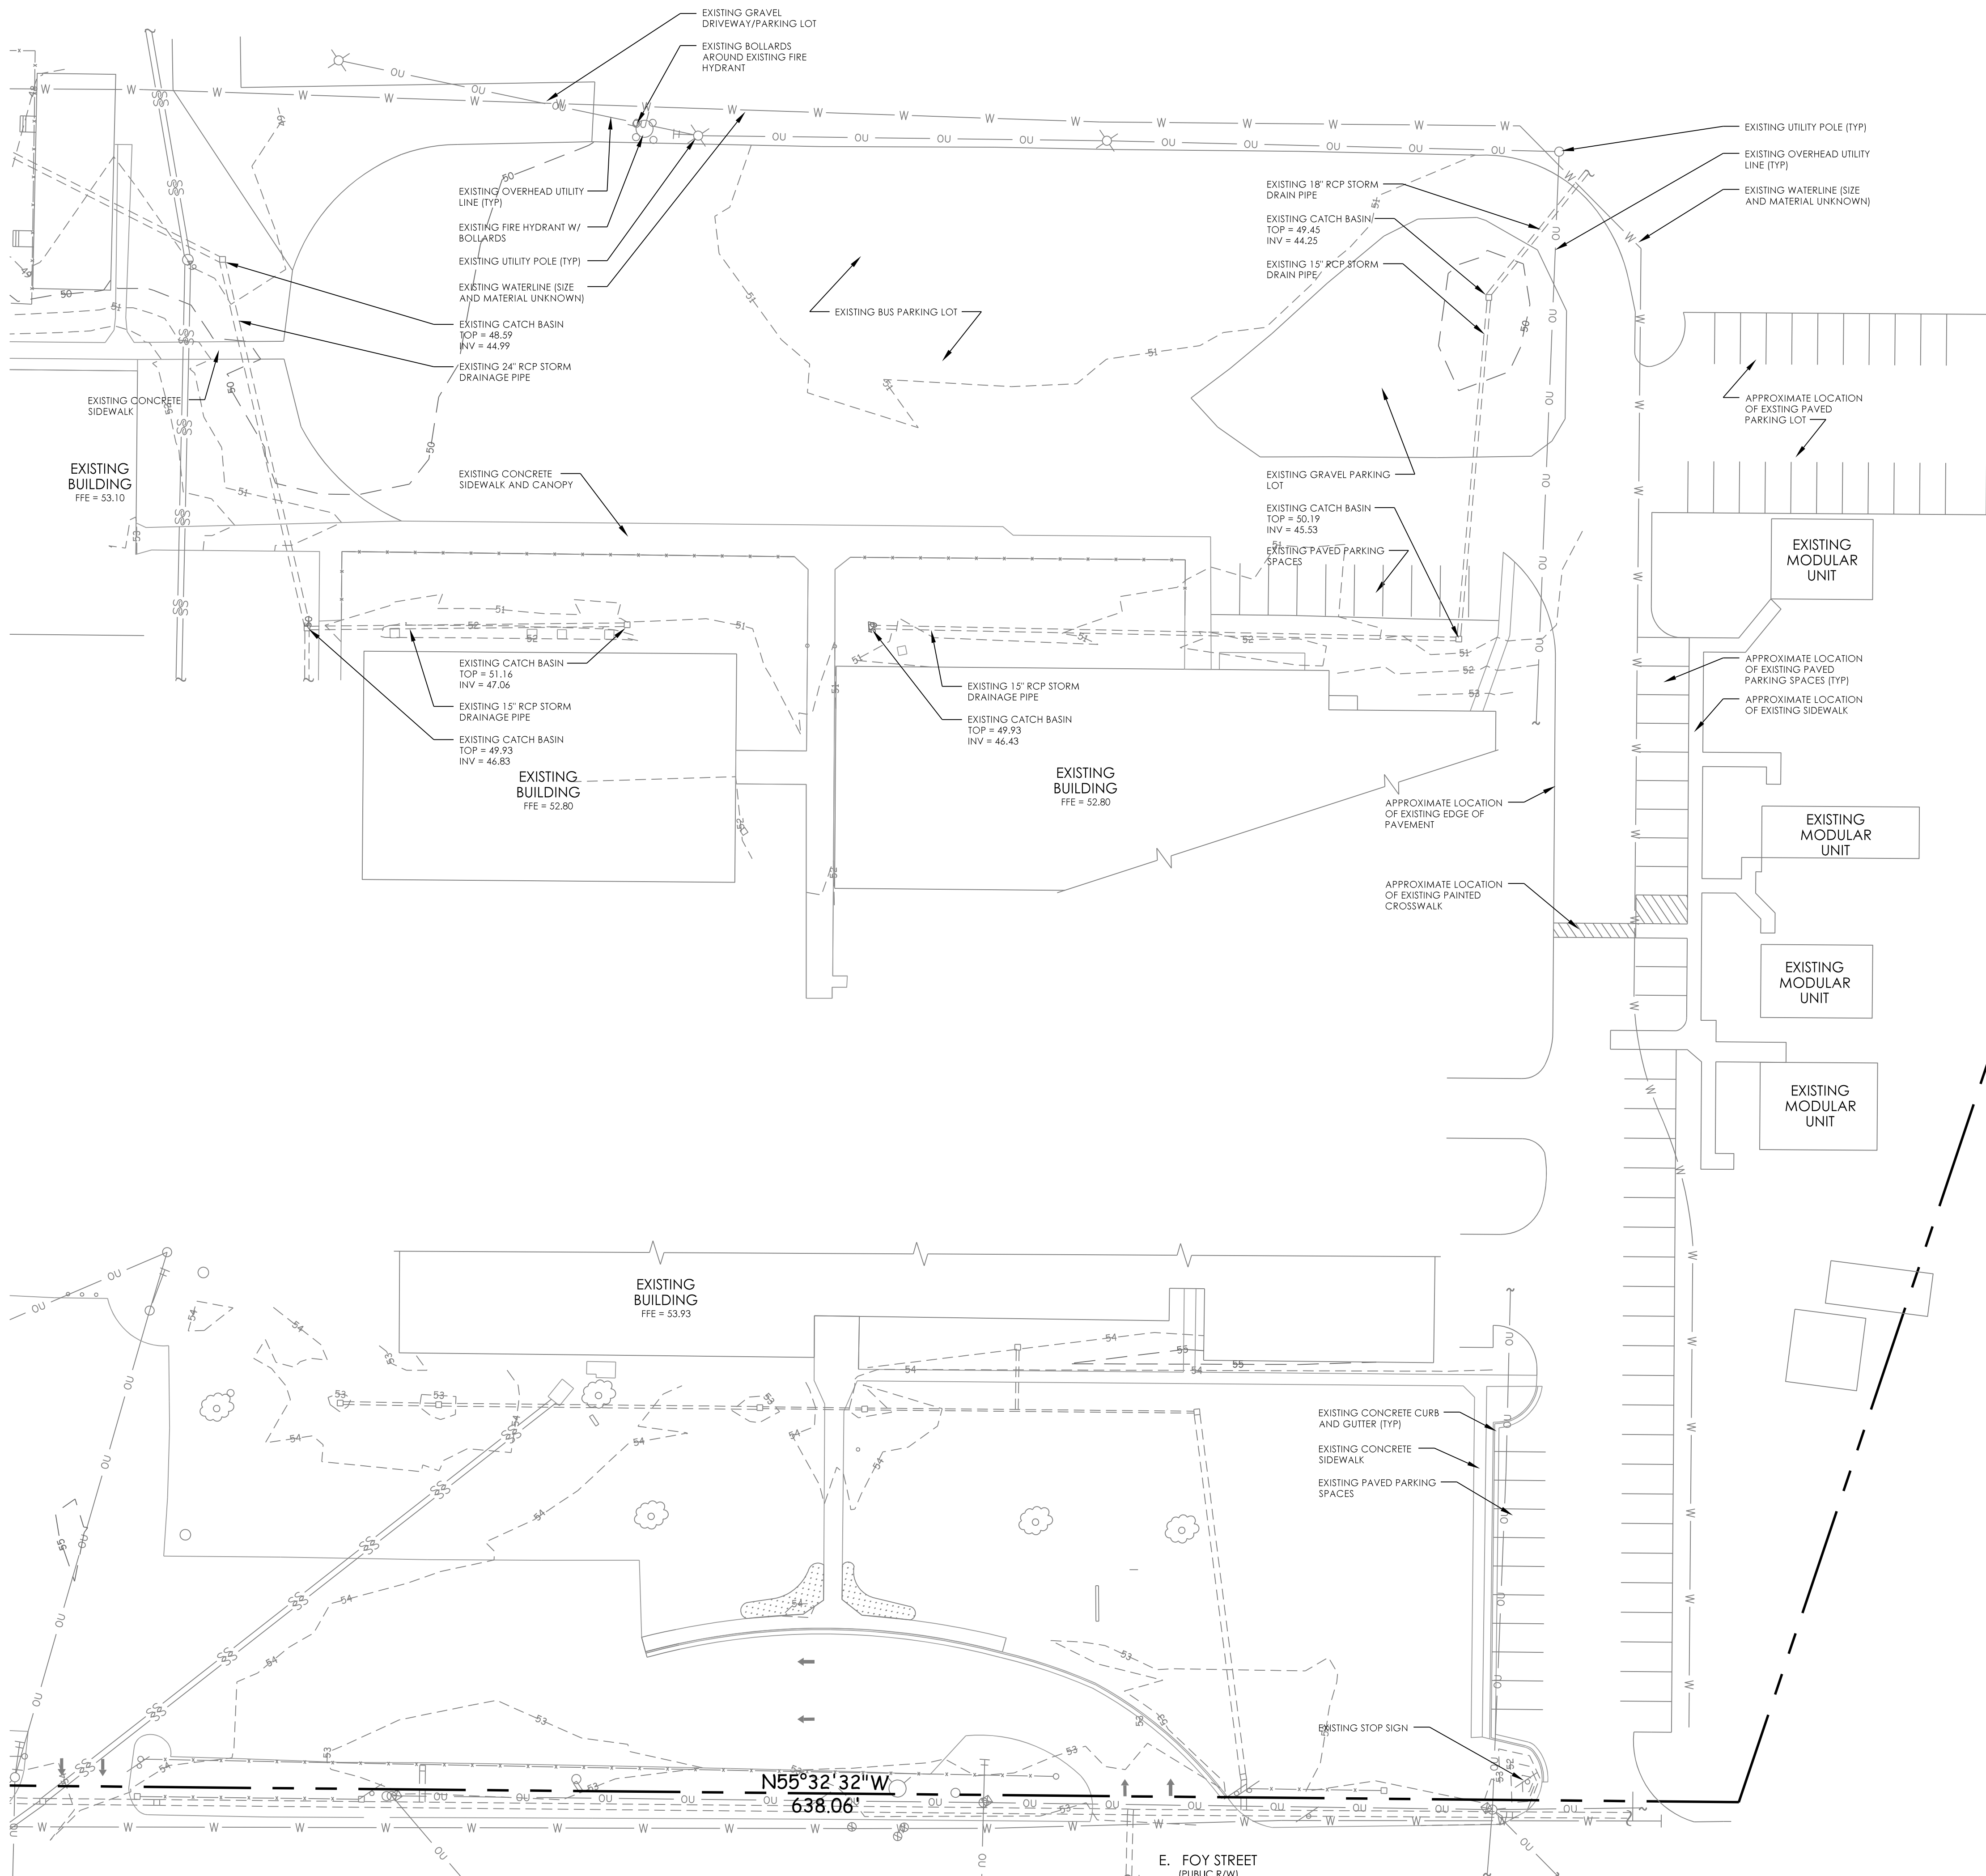 EXISTING GRAVEL
DRIVEWAY/PARKING LOT
EXISTING BOLLARDS
AROUND EXISTING FIRE
HYDRANT
EXISTING UTILITY POLE (TYP)
EXISTING OVERHEAD UTILITY
LINE (TYP)
EXISTING WATERLINE (SIZE
AND MATERIAL UNKNOWN)
EXISTING OVERHEAD UTILITY
LINE (TYP)
EXISTING FIRE HYDRANT W/
BOLLARDS
EXISTING UTILITY POLE (TYP)
EXISTING WATERLINE (SIZE
AND MATERIAL UNKNOWN)
EXISTING CATCH BASIN
TOP = 48.59
INV = 44.99
EXISTING 24" RCP STORM
DRAINAGE PIPE
EXISTING CONCRETE
SIDEWALK
EXISTING BUS PARKING LOT
EXISTING 18" RCP STORM
DRAIN PIPE
EXISTING CATCH BASIN
TOP = 49.45
INV = 44.25
EXISTING 15" RCP STORM
DRAIN PIPE
APPROXIMATE LOCATION
OF EXSTING PAVED
PARKING LOT
EXISTING
BUILDING
FFE = 53.10
EXISTING CONCRETE
SIDEWALK AND CANOPY
EXISTING GRAVEL PARKING
LOT
EXISTING CATCH BASIN
TOP = 50.19
INV = 45.53
EXISTING PAVED PARKING
SPACES
EXISTING
MODULAR
UNIT
EXISTING CATCH BASIN
TOP = 51.16
INV = 47.06
EXISTING 15" RCP STORM
DRAINAGE PIPE
EXISTING CATCH BASIN
TOP = 49.93
INV = 46.83
EXISTING 15" RCP STORM
DRAINAGE PIPE
EXISTING CATCH BASIN
TOP = 49.93
INV = 46.43
APPROXIMATE LOCATION
OF EXISTING PAVED
PARKING SPACES (TYP)
APPROXIMATE LOCATION
OF EXISTING SIDEWALK
EXISTING
BUILDING
FFE = 52.80
EXISTING
BUILDING
FFE = 52.80
APPROXIMATE LOCATION
OF EXISTING EDGE OF
PAVEMENT
EXISTING
MODULAR
UNIT
APPROXIMATE LOCATION
OF EXISTING PAINTED
CROSSWALK
EXISTING
MODULAR
UNIT
EXISTING
MODULAR
UNIT
EXISTING
BUILDING
FFE = 53.93
EXISTING CONCRETE CURB
AND GUTTER (TYP)
EXISTING CONCRETE
SIDEWALK
EXISTING PAVED PARKING
SPACES
EXISTING STOP SIGN
N55°32'32"W
638.06'
E. FOY STREET
(PUBLIC R/W)